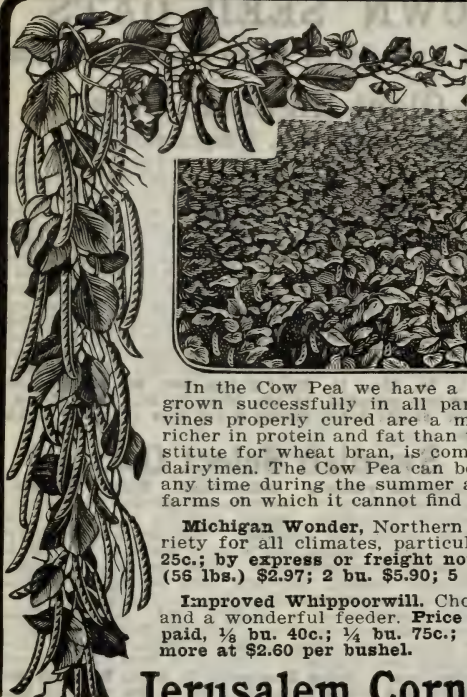 In the Cow Pea we have a
grown successfully in all par
vines properly cured are a m
richer in protein and fat than
stitute for wheat bran, is com
dairymen. The Cow Pea can be
any time during the summer a
farms on which it cannot find
Michigan Wonder, Northern
riety for all climates, particul
25c.; by express or freight no
(56 lbs.) $2.97; 2 bu. $5.90; 5
Improved Whippoorwill. Cho
and a wonderful feeder. Price
paid, ⅛ bu. 40c.; ¼ bu. 75c.;
more at $2.60 per bushel.
Jerusalem Corn